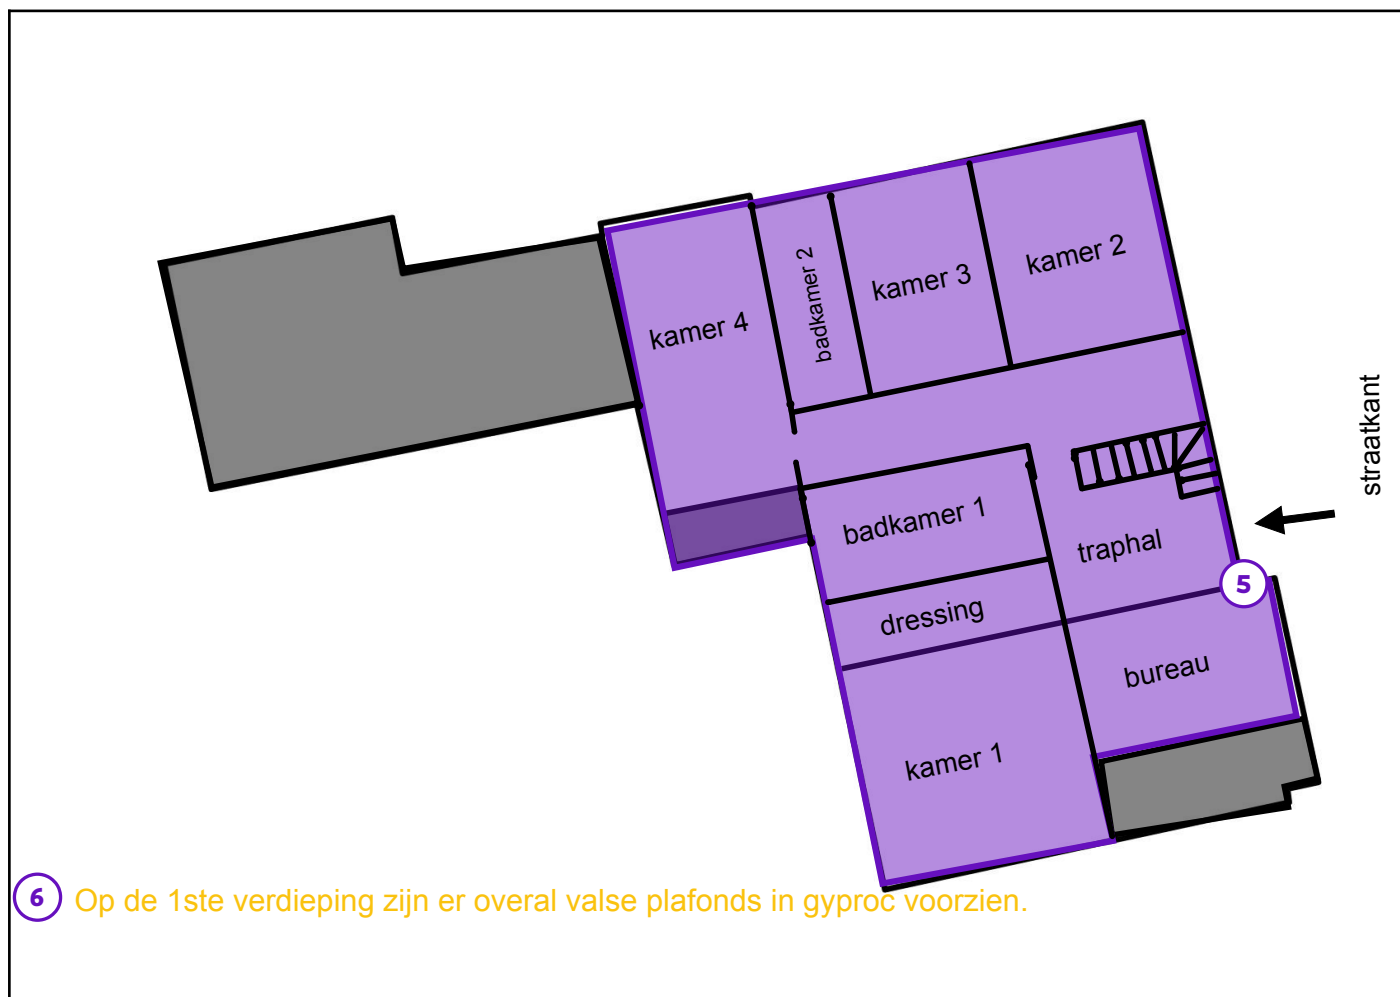 kamer 2
kamer 3
badkamer 2
kamer 4
straatkant
badkamer 1
traphal
5
dressing
bureau
kamer 1
6 Op de 1ste verdieping zijn er overal valse plafonds in gyproc voorzien.